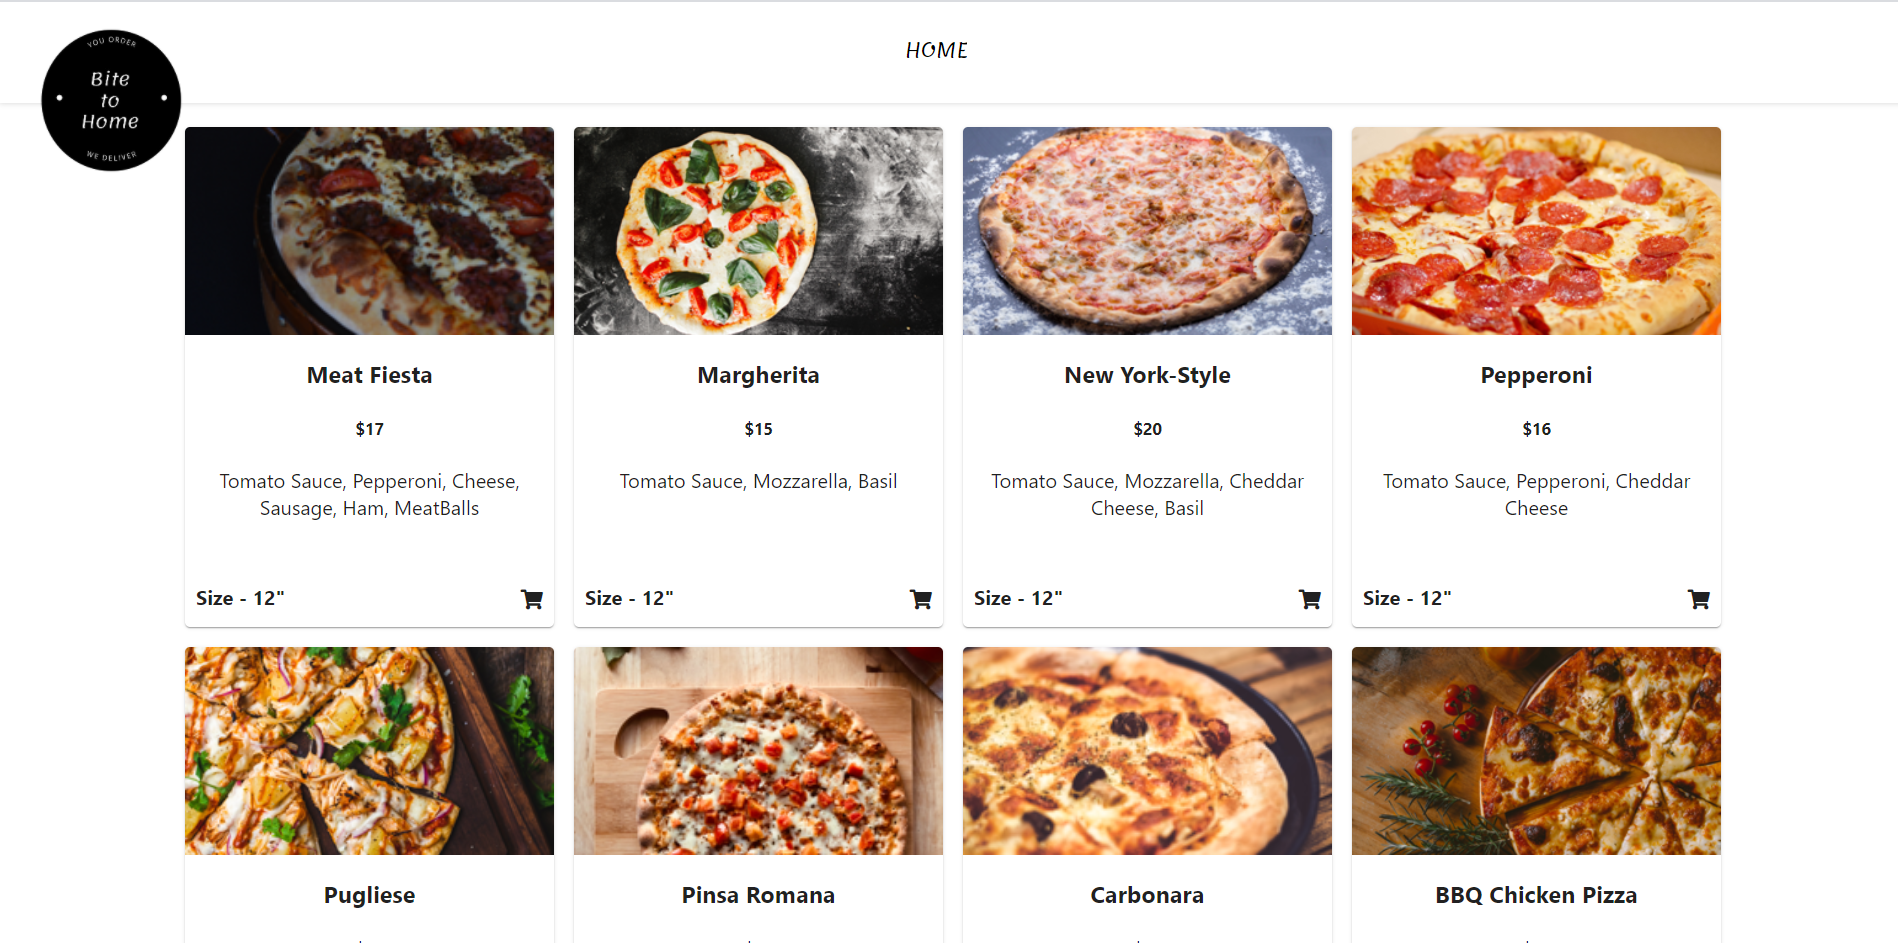 YOU ORDER
Bite
to
Home
WE DELIVER
HOME
Meat Fiesta
$17
Tomato Sauce, Pepperoni, Cheese,
Sausage, Ham, MeatBalls
Size - 12"
Margherita
$15
Tomato Sauce, Mozzarella, Basil
Size - 12"
New York-Style
$20
Tomato Sauce, Mozzarella, Cheddar
Cheese, Basil
Size - 12"
Pepperoni
$16
Tomato Sauce, Pepperoni, Cheddar
Cheese
Size - 12"
Pugliese
Pinsa Romana
Carbonara
BBQ Chicken Pizza